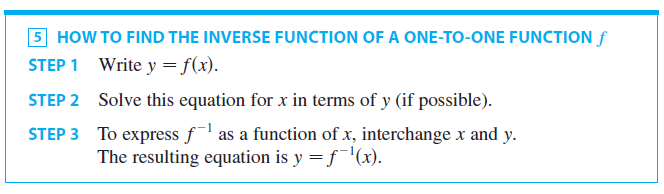 5 HOW TO FIND THE INVERSE FUNCTION OF A ONE-TO-ONE FUNCTION f
STEP 1 Write y = f(x).
STEP 2 Solve this equation for x in terms of y (if possible).
STEP 3 To express f⁻¹ as a function of x, interchange x and y.
The resulting equation is y = f⁻¹(x).